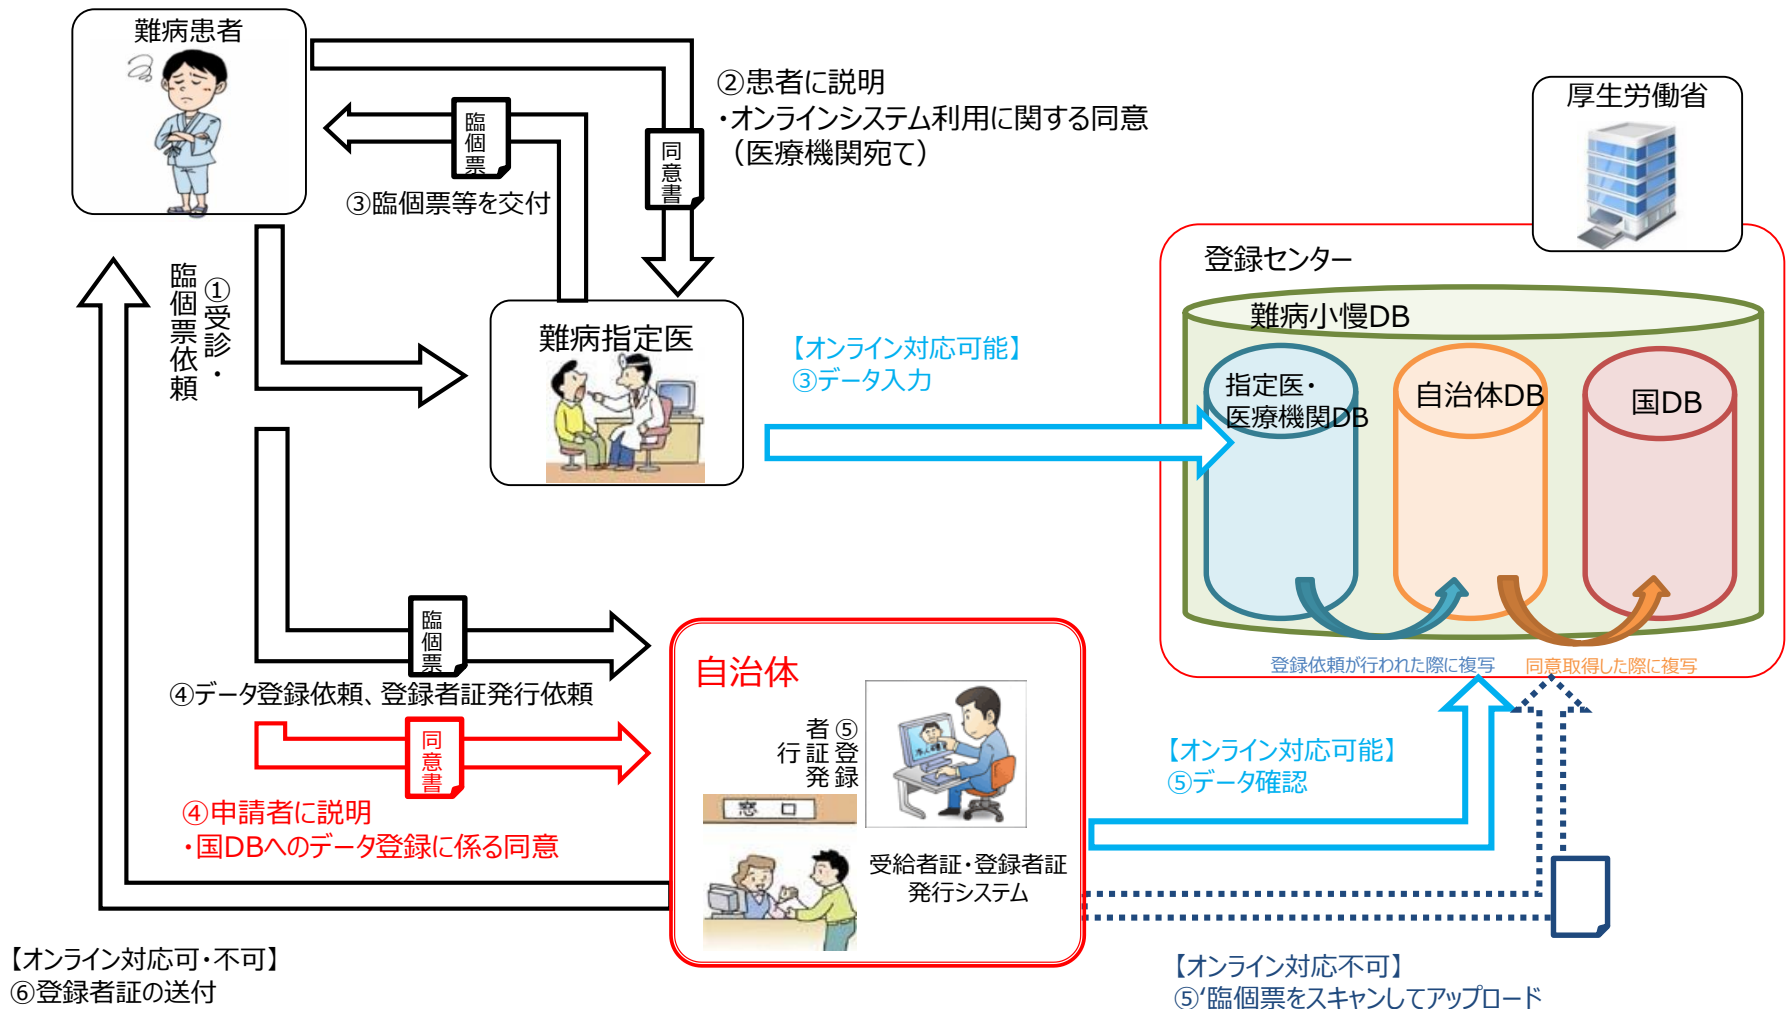 難病患者
②患者に説明
・オンラインシステム利用に関する同意
（医療機関宛て）
臨個票
同意書
③臨個票等を交付
厚生労働省
①受診・
臨個票依頼
難病指定医
【オンライン対応可能】
③データ入力
登録センター
難病小慢DB
指定医・
医療機関DB
自治体DB
国DB
登録依頼が行われた際に複写
同意取得した際に複写
臨個票
④データ登録依頼、登録者証発行依頼
同意書
④申請者に説明
・国DBへのデータ登録に係る同意
自治体
⑤登録
者証発
行
窓口
受給者証・登録者証
発行システム
【オンライン対応可能】
⑤データ確認
【オンライン対応可・不可】
⑥登録者証の送付
【オンライン対応不可】
⑤‘臨個票をスキャンしてアップロード